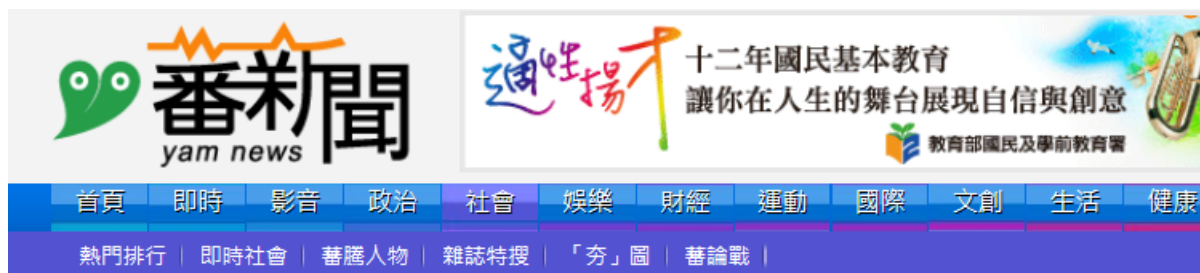 番新聞
yam news
適性揚才
十二年國民基本教育
讓你在人生的舞台展現自信與創意
教育部國民及學前教育署
首頁 即時 影音 政治 社會 娛樂 財經 運動 國際 文創 生活 健康
熱門排行 | 即時社會 | 蕃騰人物 | 雜誌特搜 | 「夯」圖 | 蕃論戰 |